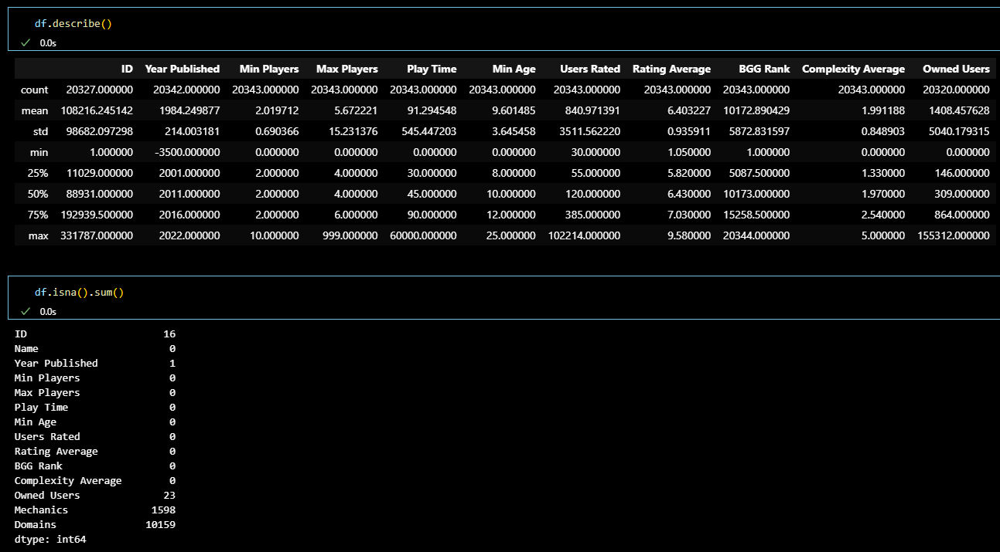 df.describe()
0.0s
ID Year Published Min Players Max Players Play Time Min Age Users Rated Rating Average BGG Rank Complexity Average Owned Users
count 20327.000000 20342.000000 20343.000000 20343.000000 20343.000000 20343.000000 20343.000000 20343.000000 20343.000000 20343.000000 20320.000000
mean 108216.245142 1984.249877 2.019712 5.672221 91.294548 9.601485 840.971391 6.403227 10172.890429 1.991188 1408.457628
std 98682.097298 214.003181 0.690366 15.231376 545.447203 3.645458 3511.562220 0.935911 5872.831597 0.848903 5040.179315
min 1.000000 -3500.000000 0.000000 0.000000 0.000000 0.000000 30.000000 1.050000 1.000000 0.000000 0.000000
25% 11029.000000 2001.000000 2.000000 4.000000 30.000000 8.000000 55.000000 5.820000 5087.500000 1.330000 146.000000
50% 88931.000000 2011.000000 2.000000 4.000000 45.000000 10.000000 120.000000 6.430000 10173.000000 1.970000 309.000000
75% 192939.500000 2016.000000 2.000000 6.000000 90.000000 12.000000 385.000000 7.030000 15258.500000 2.540000 864.000000
max 331787.000000 2022.000000 10.000000 999.000000 60000.000000 25.000000 102214.000000 9.580000 20344.000000 5.000000 155312.000000
df.isna().sum()
0.0s
ID 16
Name 0
Year Published 1
Min Players 0
Max Players 0
Play Time 0
Min Age 0
Users Rated 0
Rating Average 0
BGG Rank 0
Complexity Average 0
Owned Users 23
Mechanics 1598
Domains 10159
dtype: int64